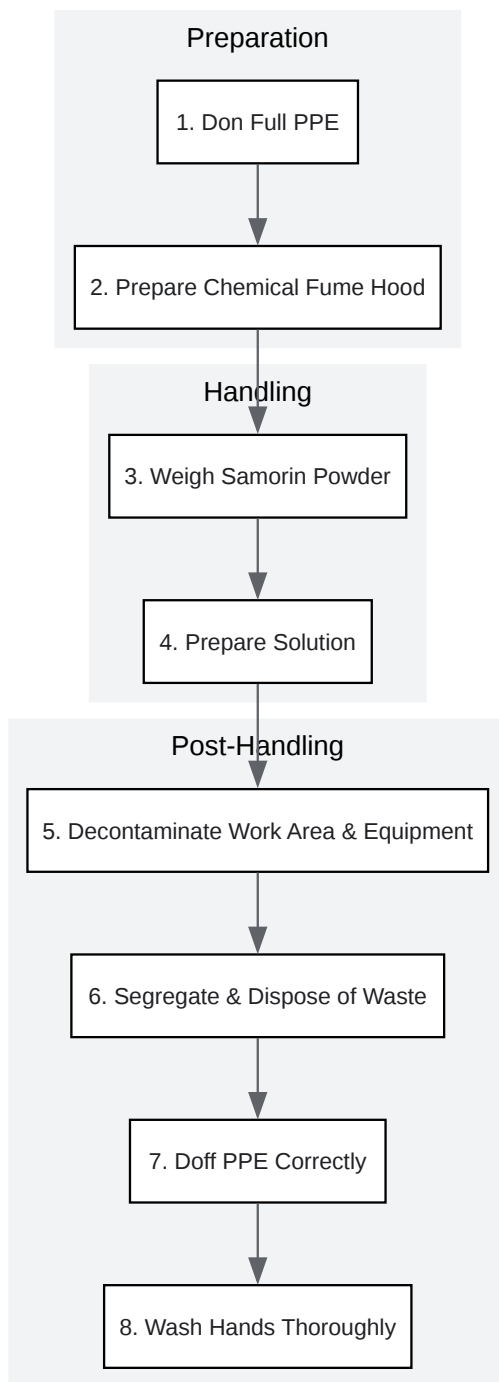 Preparation
1. Don Full PPE
2. Prepare Chemical Fume Hood
Handling
3. Weigh Samorin Powder
4. Prepare Solution
Post-Handling
5. Decontaminate Work Area & Equipment
6. Segregate & Dispose of Waste
7. Doff PPE Correctly
8. Wash Hands Thoroughly